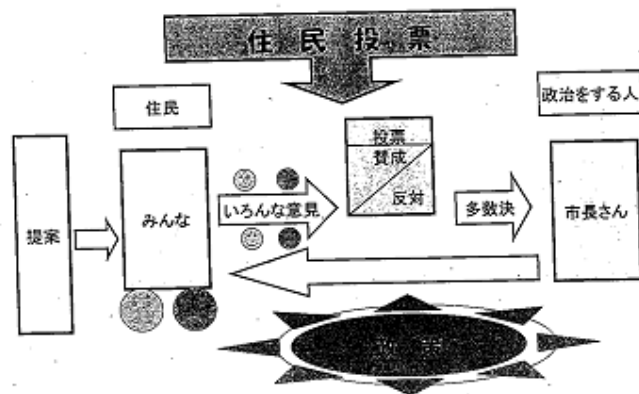 住民投票
住民
政治をする人
投票
賛成
反対
提案
みんな
いろんな意見
多数決
市長さん